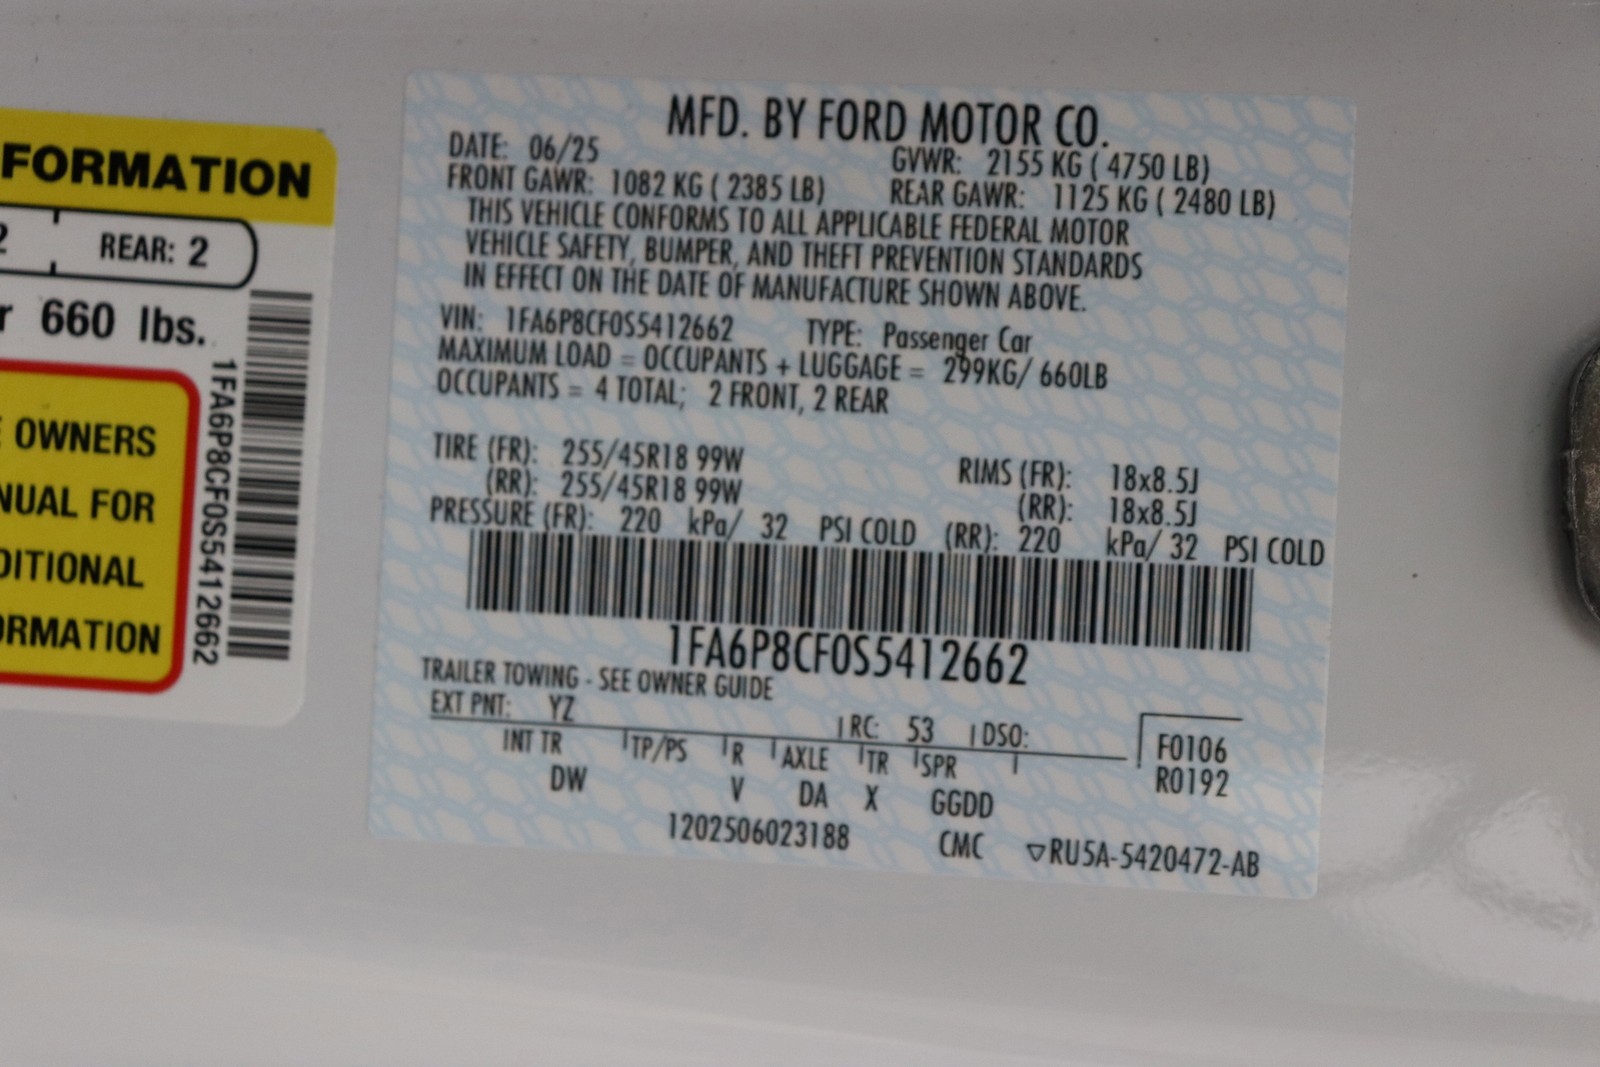 FORMATION
2 REAR: 2
r 660 lbs.
E OWNERS
NUAL FOR
DITIONAL
ORMATION
1FA6P8CF0S5412662
MFD. BY FORD MOTOR CO.
DATE: 06/25 GVWR: 2155 KG ( 4750 LB)
FRONT GAWR: 1082 KG ( 2385 LB) REAR GAWR: 1125 KG ( 2480 LB)
THIS VEHICLE CONFORMS TO ALL APPLICABLE FEDERAL MOTOR
VEHICLE SAFETY, BUMPER, AND THEFT PREVENTION STANDARDS
IN EFFECT ON THE DATE OF MANUFACTURE SHOWN ABOVE.
VIN: 1FA6P8CF0S5412662 TYPE: Passenger Car
MAXIMUM LOAD = OCCUPANTS + LUGGAGE = 299KG/ 660LB
OCCUPANTS = 4 TOTAL; 2 FRONT, 2 REAR
TIRE (FR): 255/45R18 99W RIMS (FR): 18x8.5J
(RR): 255/45R18 99W (RR): 18x8.5J
PRESSURE (FR): 220 kPa/ 32 PSI COLD (RR): 220 kPa/ 32 PSI COLD
1FA6P8CF0S5412662
TRAILER TOWING - SEE OWNER GUIDE
EXT PNT: YZ RC: 53 DSO: F0106
INT TR TP/PS R AXLE TR SPR R0192
DW V DA X GGDD
1202506023188 CMC ▽RU5A-5420472-AB